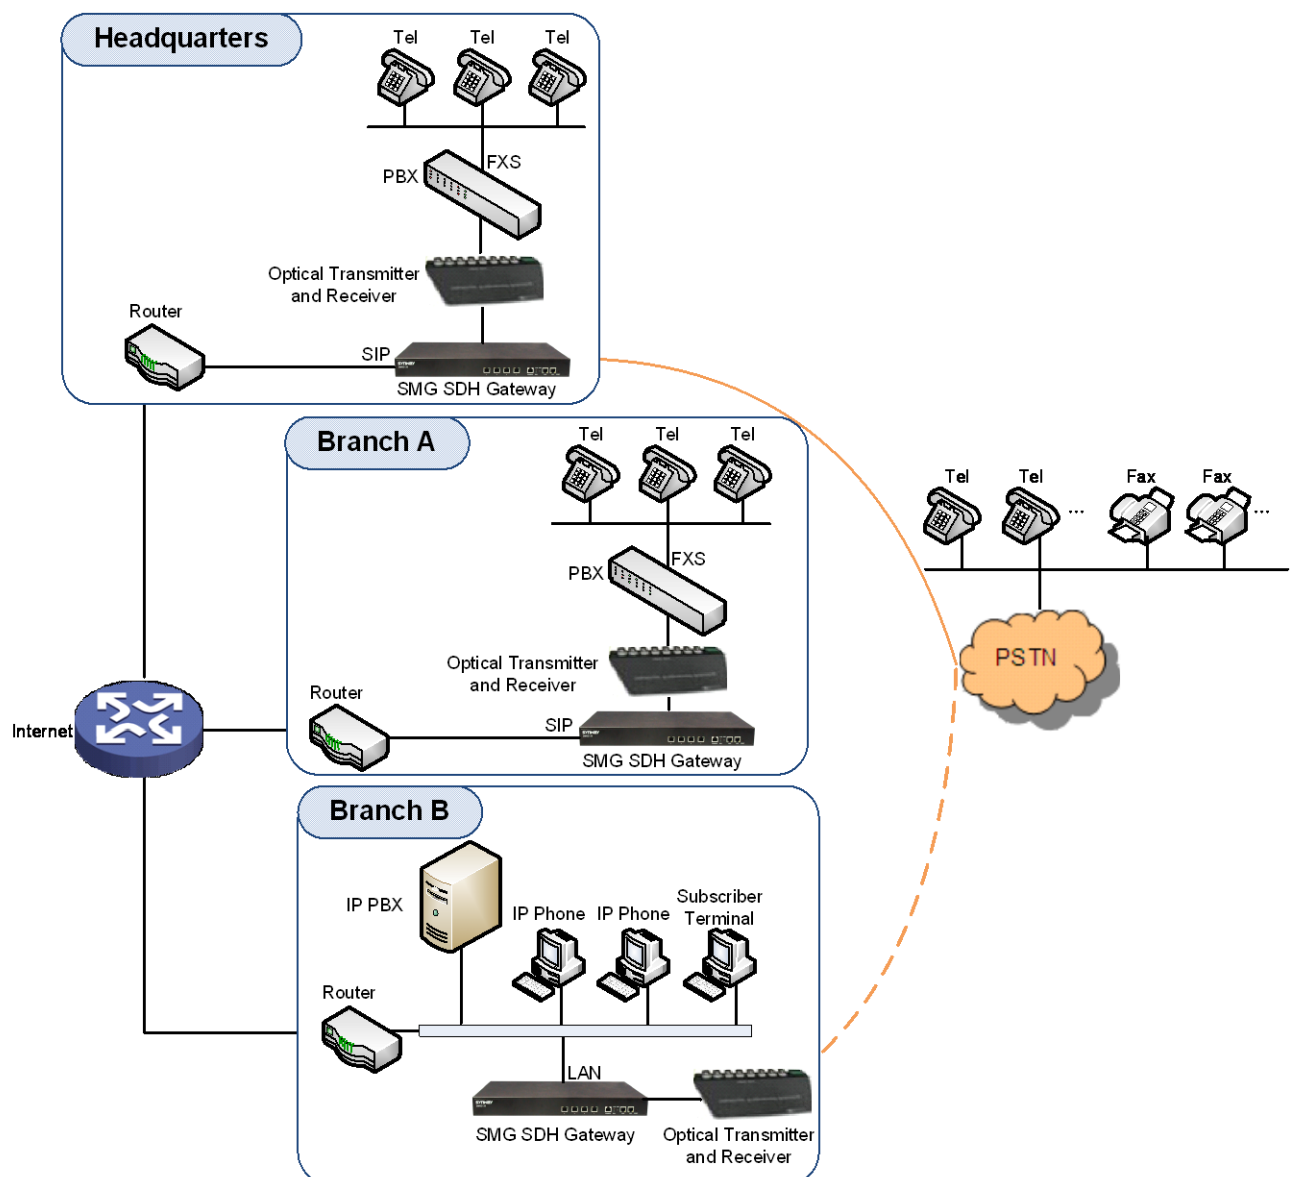 Headquarters
Tel Tel Tel
FXS
PBX
Optical Transmitter
and Receiver
Router
SIP
SMG SDH Gateway
Branch A
Tel Tel Tel
FXS
PBX
Optical Transmitter
and Receiver
Router
SIP
SMG SDH Gateway
Internet
Tel Tel ... Fax Fax ...
PSTN
Branch B
IP PBX
IP Phone IP Phone
Subscriber
Terminal
Router
LAN
SMG SDH Gateway
Optical Transmitter
and Receiver